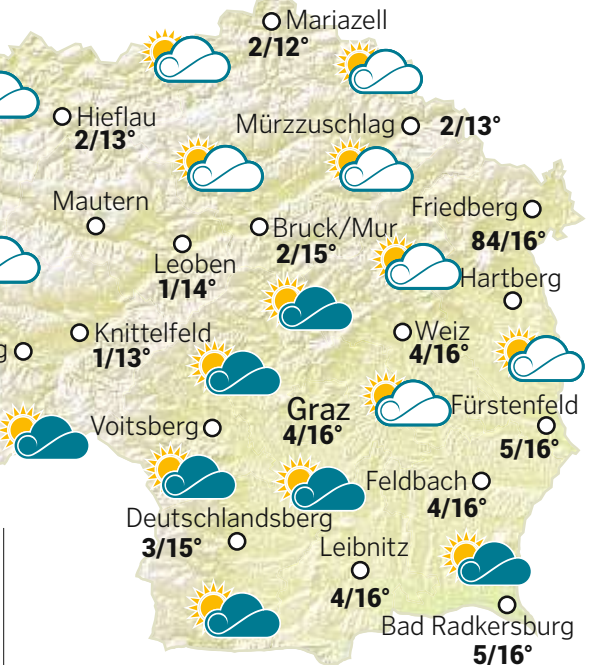 Mariazell
2/12°
Hieflau
2/13°
Mürzzuschlag 2/13°
Mautern
Friedberg
84/16°
Bruck/Mur
2/15°
Leoben
1/14°
Hartberg
Knittelfeld
1/13°
Weiz
4/16°
g
Graz
4/16°
Fürstenfeld
5/16°
Voitsberg
Feldbach
4/16°
Deutschlandsberg
3/15°
Leibnitz
4/16°
Bad Radkersburg
5/16°